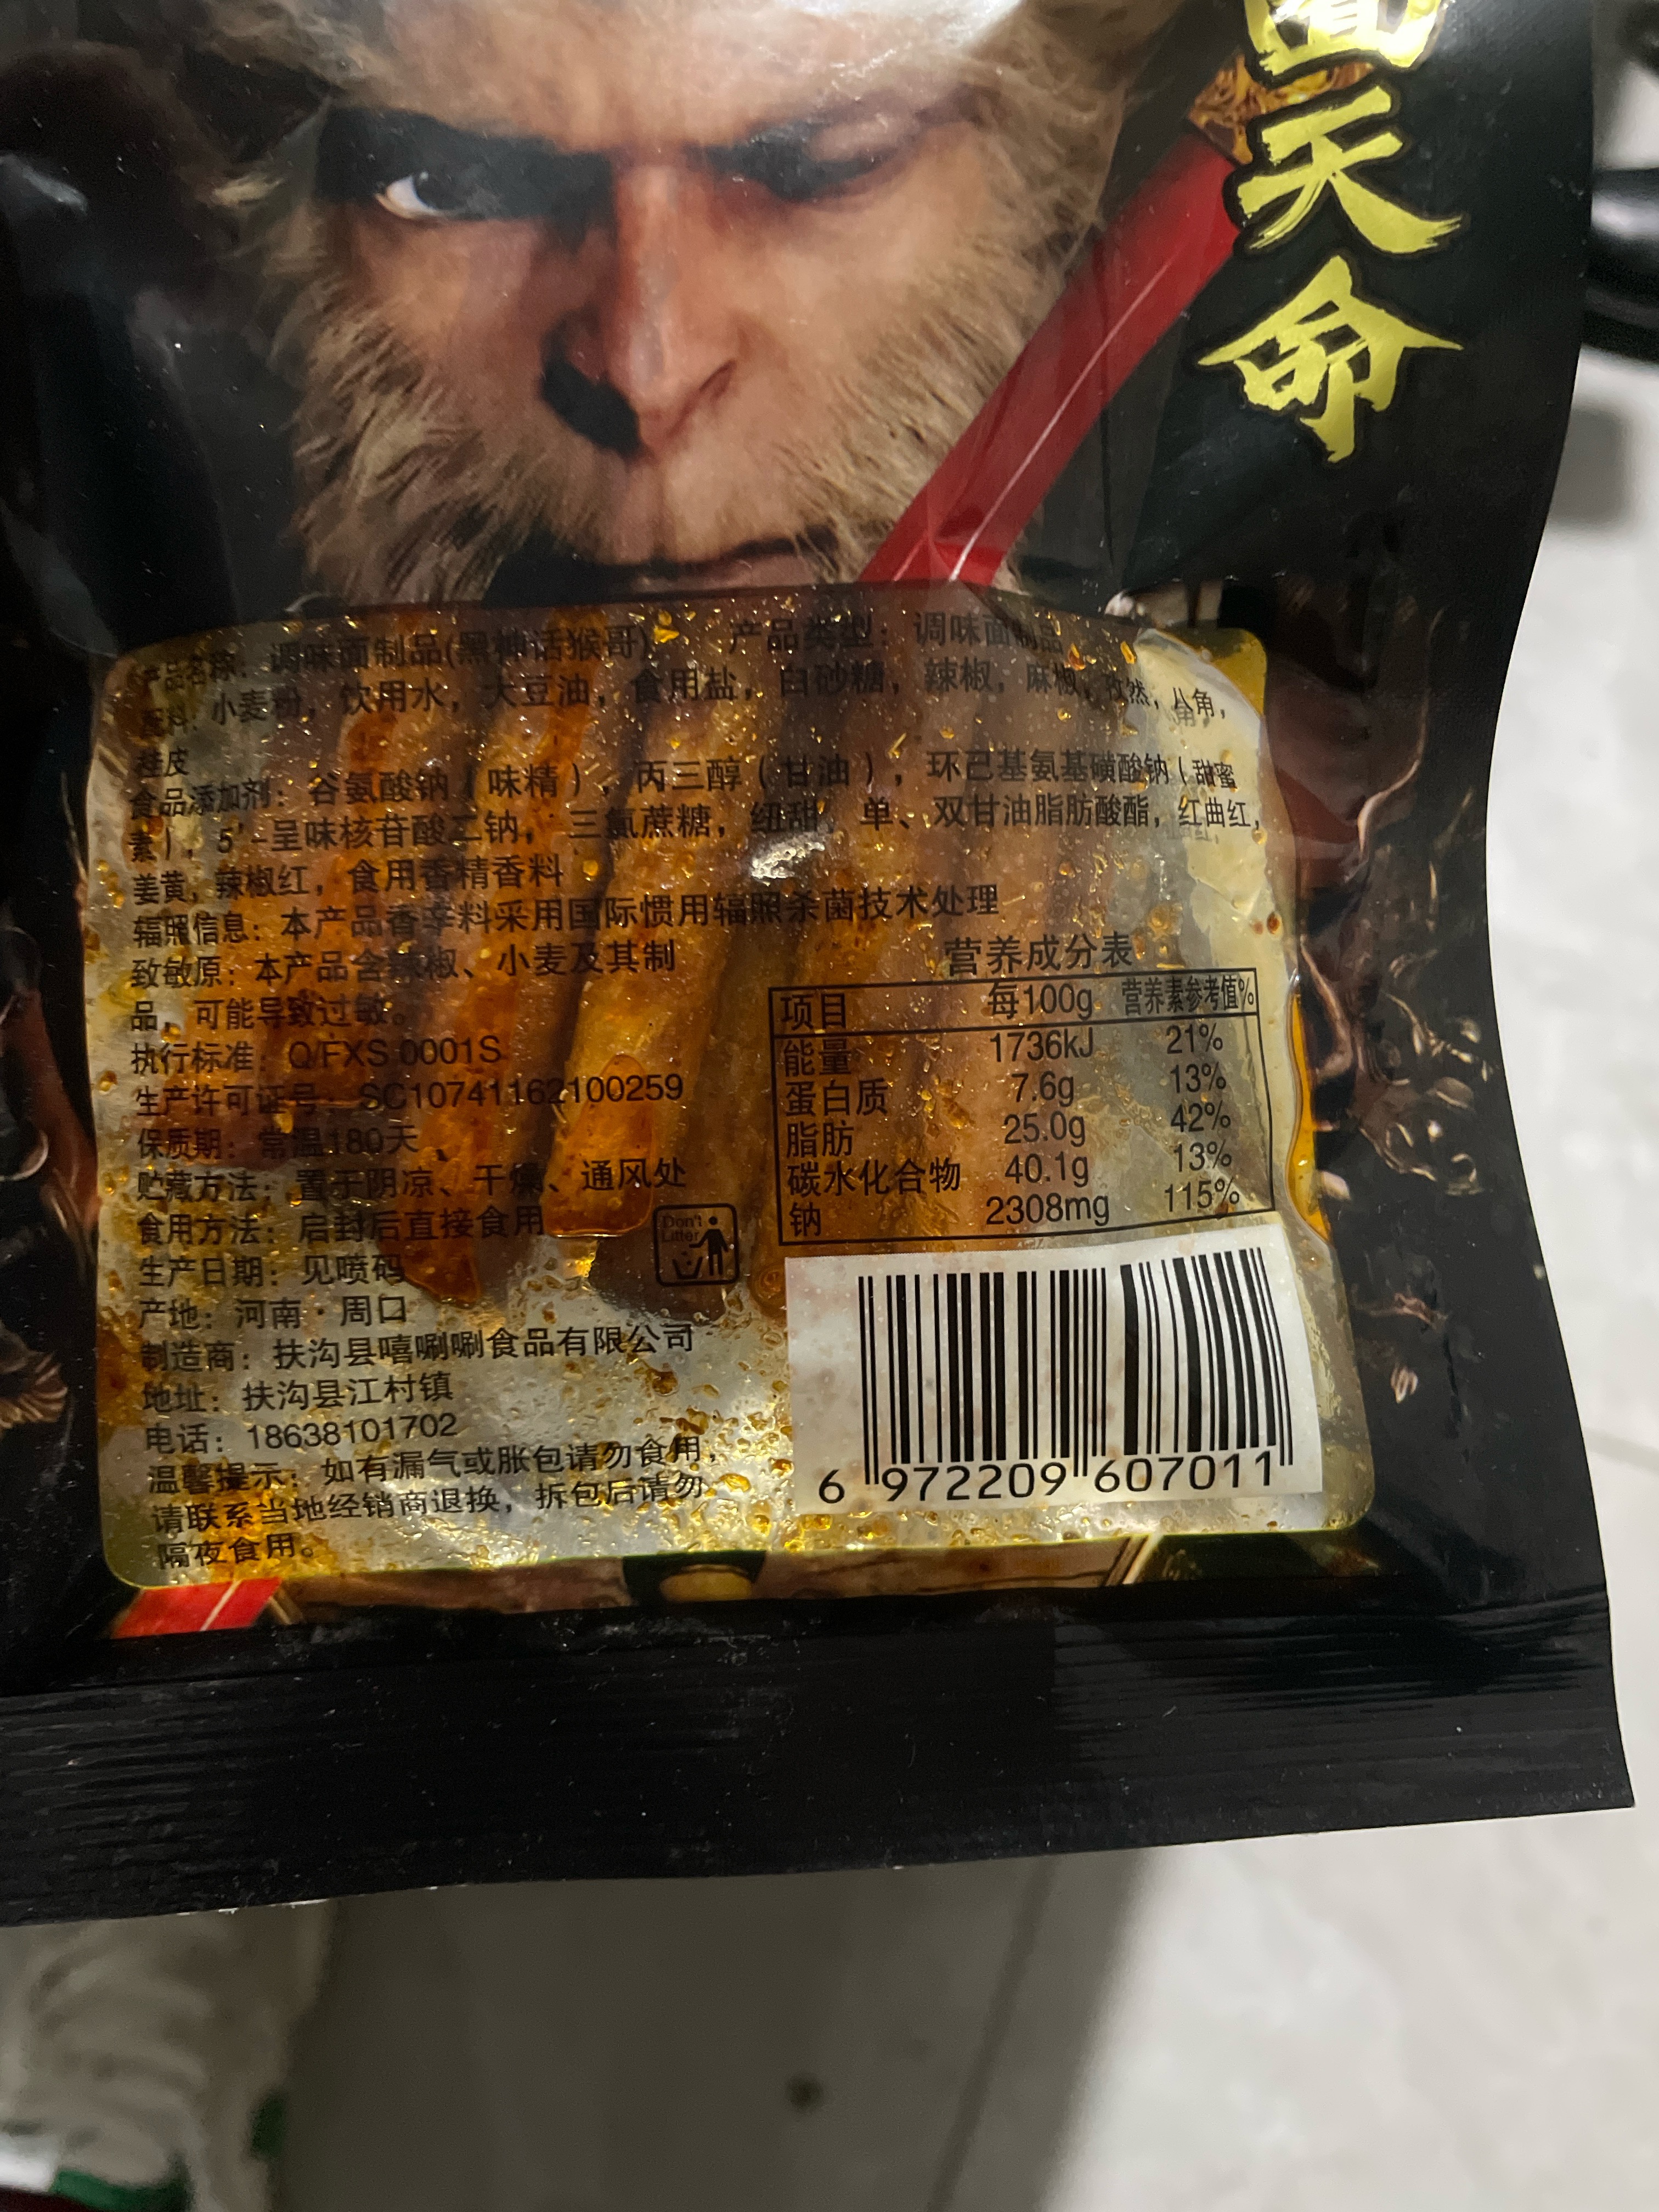 天
命
产品名称：调味面制品(黑神话猴哥) 产品类型：调味面制品
配料：小麦粉，饮用水，大豆油，食用盐，白砂糖，辣椒，麻椒，孜然，八角，
桂皮
食品添加剂：谷氨酸钠（味精），丙三醇（甘油），环己基氨基磺酸钠（甜蜜
素），5'-呈味核苷酸二钠，三氯蔗糖，纽甜，单、双甘油脂肪酸酯，红曲红，
姜黄，辣椒红，食用香精香料
辐照信息：本产品香辛料采用国际惯用辐照杀菌技术处理
致敏原：本产品含辣椒、小麦及其制
品，可能导致过敏。
执行标准：Q/FXS 0001S
生产许可证号：SC10741162100259
保质期：常温180天
贮藏方法：置于阴凉、干燥、通风处
食用方法：启封后直接食用
生产日期：见喷码
产地：河南·周口
制造商：扶沟县嘻唰唰食品有限公司
地址：扶沟县江村镇
电话：18638101702
温馨提示：如有漏气或胀包请勿食用，
请联系当地经销商退换，拆包后请勿
隔夜食用。
Don't
Litter
营养成分表
项目 每100g 营养素参考值%
能量 1736kJ 21%
蛋白质 7.6g 13%
脂肪 25.0g 42%
碳水化合物 40.1g 13%
钠 2308mg 115%
6 972209 607011